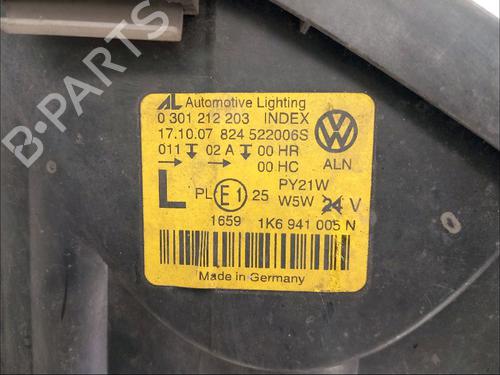 AL Automotive Lighting
0 301 212 203 INDEX
17.10.07 824 522006S
011 02 A 00 HR ALN
00 HC
L PL E1 25 PY21W
W5W 24 V
1659 1K6 941 005 N
Made in Germany
B-PARTS